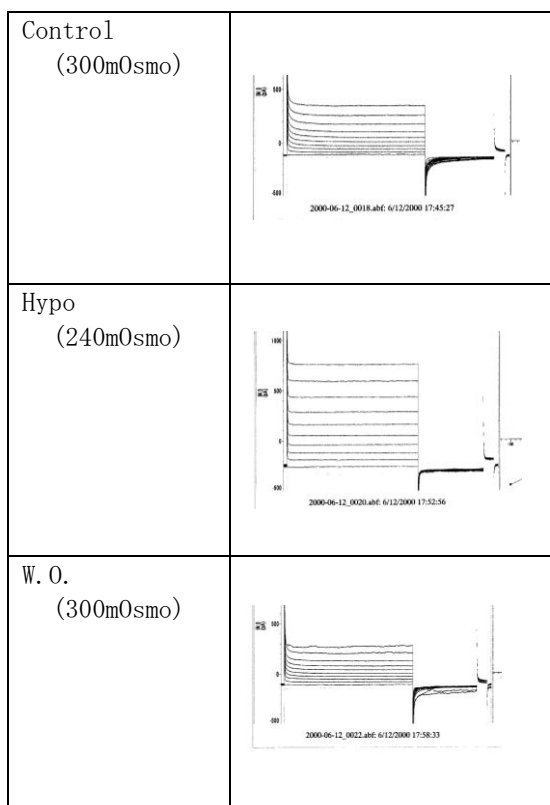 Control
(300mOsmo)
500
0
-500
2000-06-12_0018.abf: 6/12/2000 17:45:27
Hypo
(240mOsmo)
1000
500
0
-500
2000-06-12_0020.abf: 6/12/2000 17:52:56
W.O.
(300mOsmo)
500
0
-500
2000-06-12_0022.abf: 6/12/2000 17:58:33